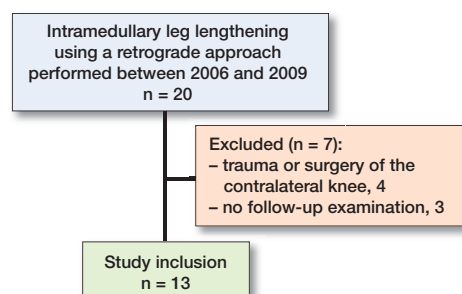 Intramedullary leg lengthening
using a retrograde approach
performed between 2006 and 2009
n = 20
Excluded (n = 7):
– trauma or surgery of the
contralateral knee, 4
– no follow-up examination, 3
Study inclusion
n = 13